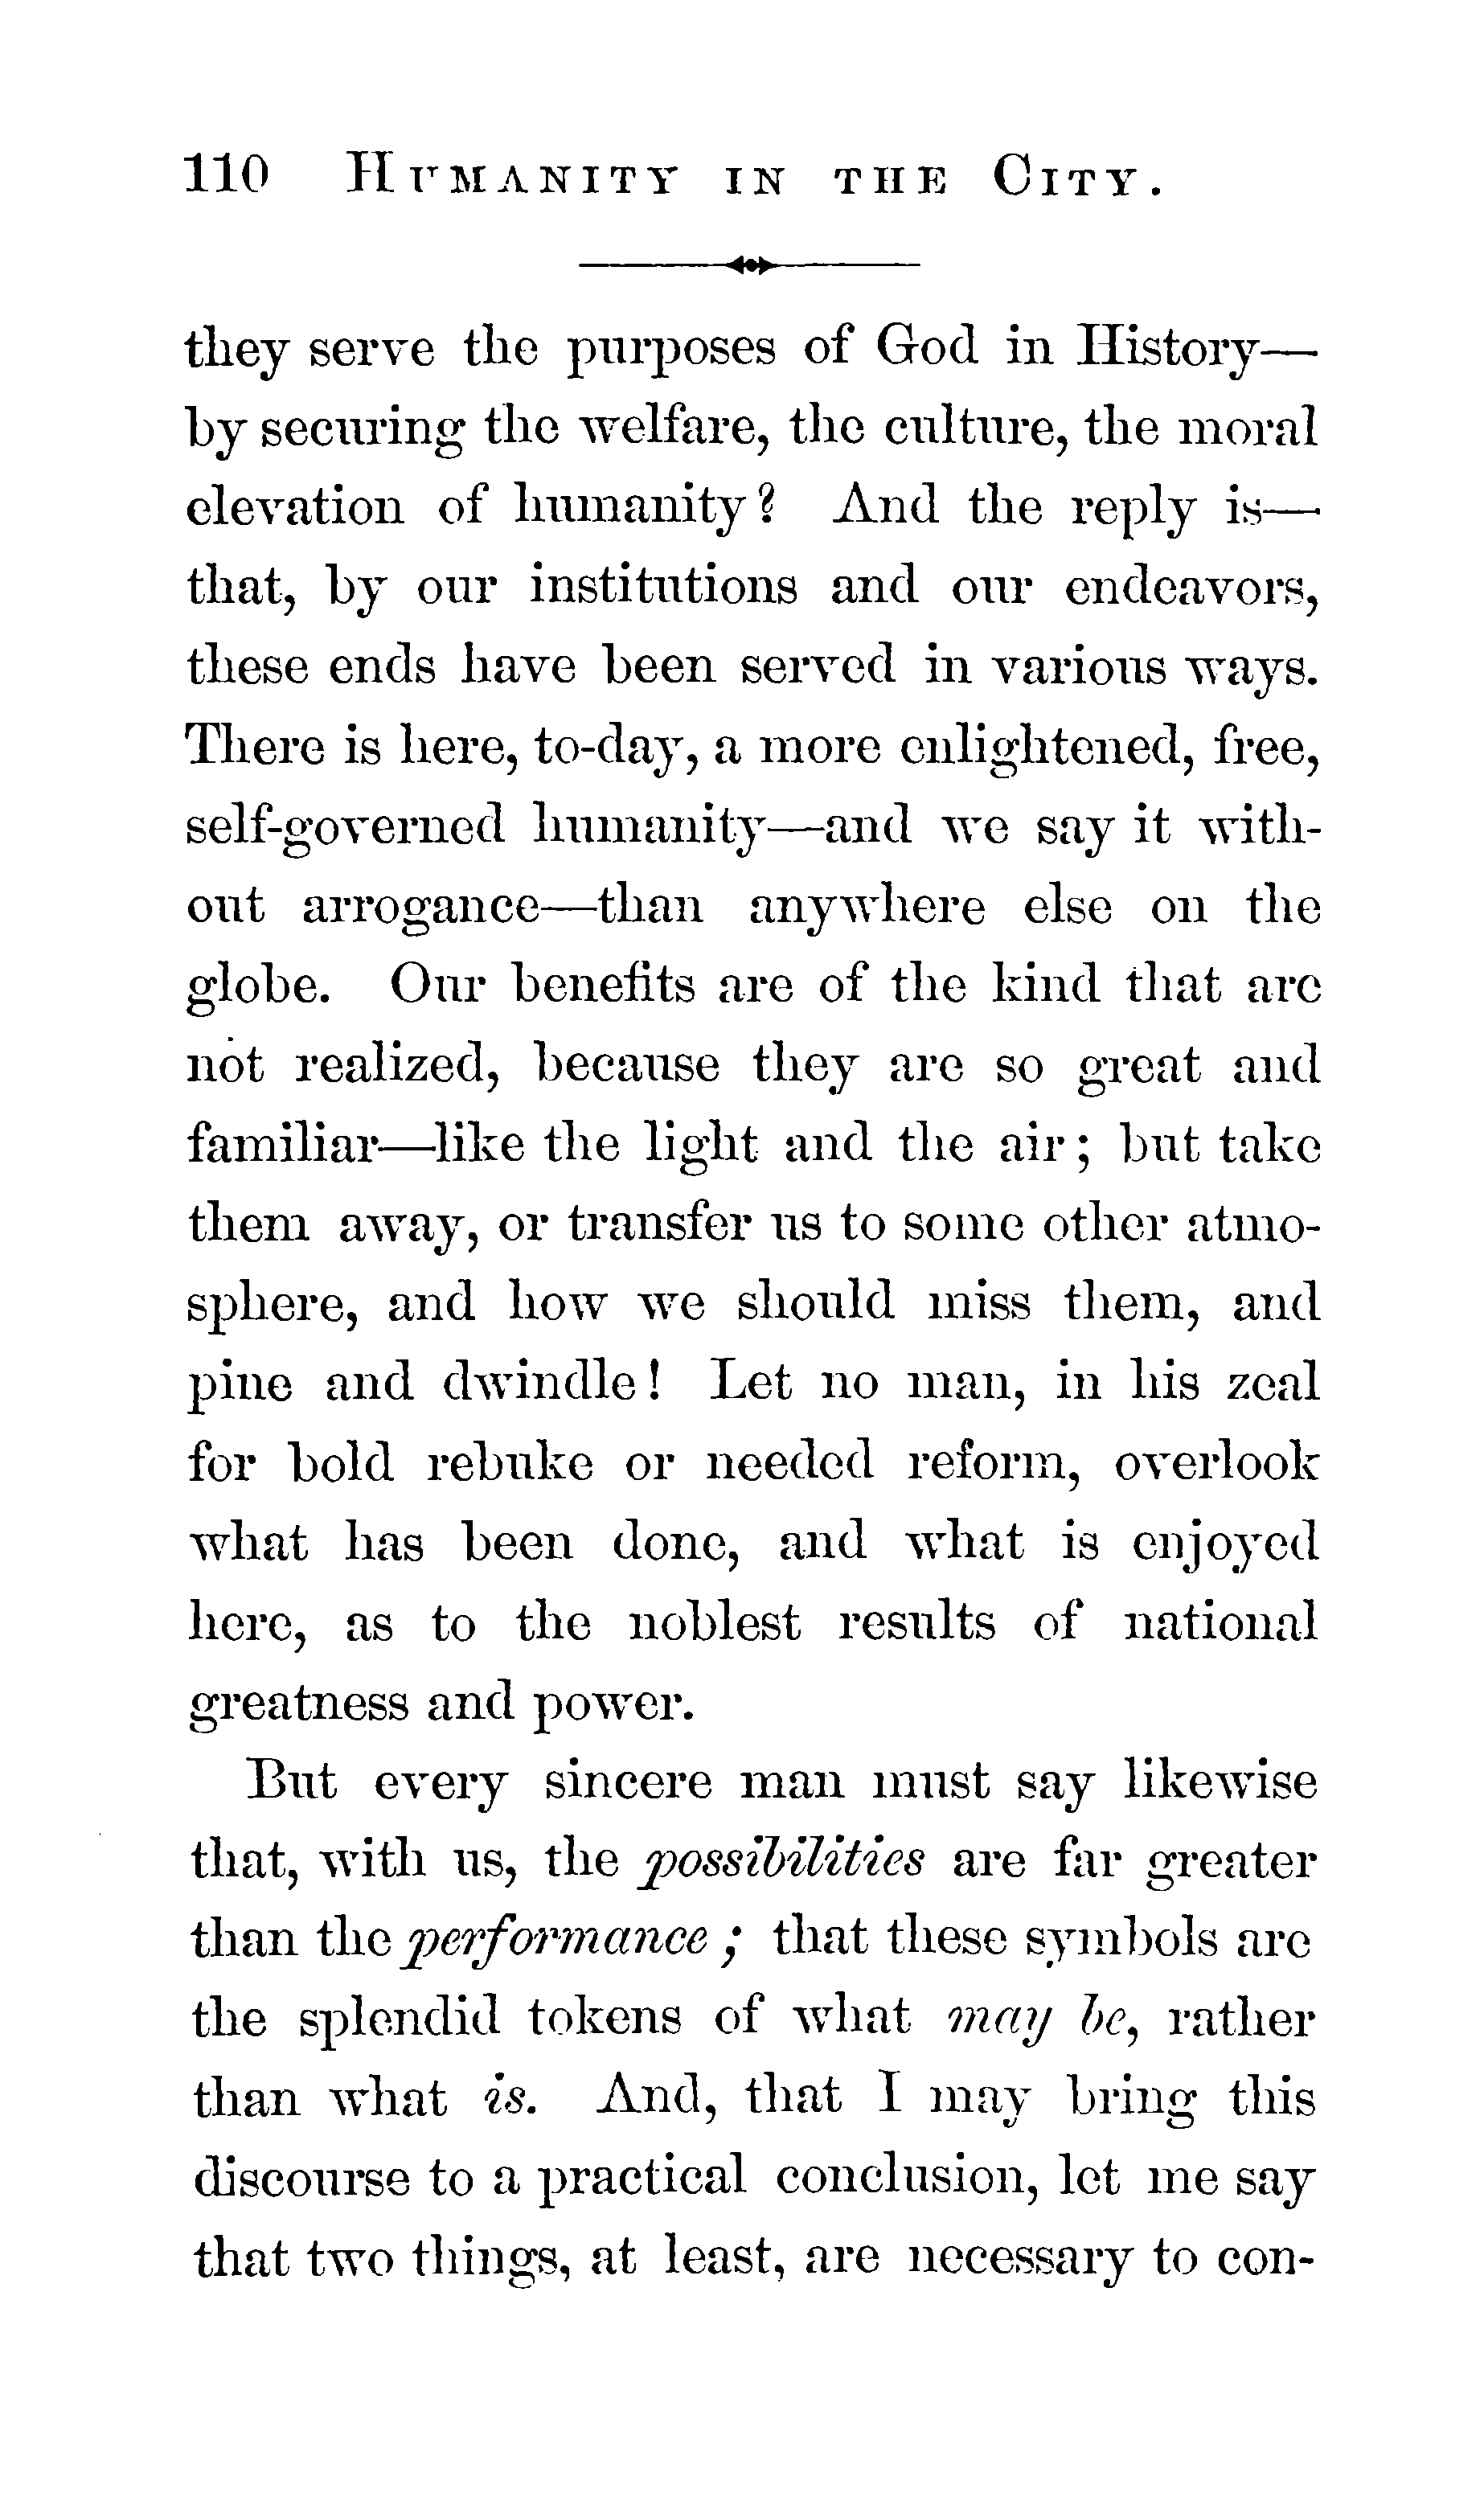 110 HUMANITY IN THE CITY.
they serve the purposes of God in History—
by securing the welfare, the culture, the moral
elevation of humanity? And the reply is—
that, by our institutions and our endeavors,
these ends have been served in various ways.
There is here, to-day, a more enlightened, free,
self-governed humanity—and we say it with-
out arrogance—than anywhere else on the
globe. Our benefits are of the kind that are
not realized, because they are so great and
familiar—like the light and the air; but take
them away, or transfer us to some other atmo-
sphere, and how we should miss them, and
pine and dwindle! Let no man, in his zeal
for bold rebuke or needed reform, overlook
what has been done, and what is enjoyed
here, as to the noblest results of national
greatness and power.
But every sincere man must say likewise
that, with us, the possibilities are far greater
than the performance; that these symbols are
the splendid tokens of what may be, rather
than what is. And, that I may bring this
discourse to a practical conclusion, let me say
that two things, at least, are necessary to con-